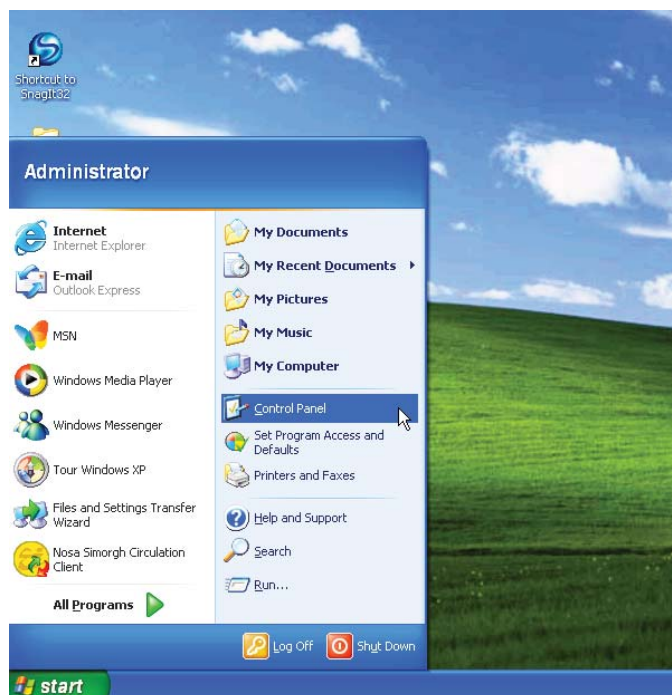 Shortcut to
SnagIt32
Administrator
Internet
Internet Explorer
E-mail
Outlook Express
MSN
Windows Media Player
Windows Messenger
Tour Windows XP
Files and Settings Transfer
Wizard
Nosa Simorgh Circulation
Client
All Programs
My Documents
My Recent Documents
My Pictures
My Music
My Computer
Control Panel
Set Program Access and
Defaults
Printers and Faxes
Help and Support
Search
Run...
Log Off
Shut Down
start